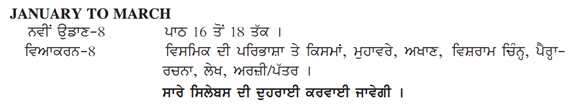 JANUARY TO MARCH
ਨਵੀਂ ਉਡਾਣ-8 ਪਾਠ 16 ਤੋਂ 18 ਤੱਕ ।
ਵਿਆਕਰਨ-8 ਵਿਸਮਿਕ ਦੀ ਪਰਿਭਾਸ਼ਾ ਤੇ ਕਿਸਮਾਂ, ਮੁਹਾਵਰੇ, ਅਖਾਣ, ਵਿਸ਼ਰਾਮ ਚਿੰਨ੍ਹ, ਪੈਰ੍ਹਾ-
ਰਚਨਾ, ਲੇਖ, ਅਰਜ਼ੀ/ਪੱਤਰ ।
ਸਾਰੇ ਸਿਲੇਬਸ ਦੀ ਦੁਹਰਾਈ ਕਰਵਾਈ ਜਾਵੇਗੀ ।